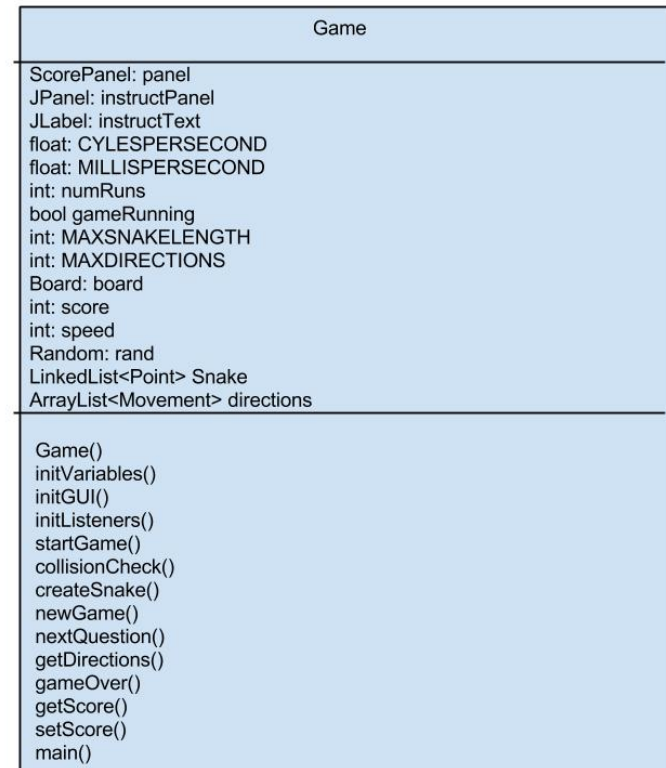 Game
ScorePanel: panel
JPanel: instructPanel
JLabel: instructText
float: CYLESPERSECOND
float: MILLISPERSECOND
int: numRuns
bool gameRunning
int: MAXSNAKELENGTH
int: MAXDIRECTIONS
Board: board
int: score
int: speed
Random: rand
LinkedList<Point> Snake
ArrayList<Movement> directions
Game()
initVariables()
initGUI()
initListeners()
startGame()
collisionCheck()
createSnake()
newGame()
nextQuestion()
getDirections()
gameOver()
getScore()
setScore()
main()